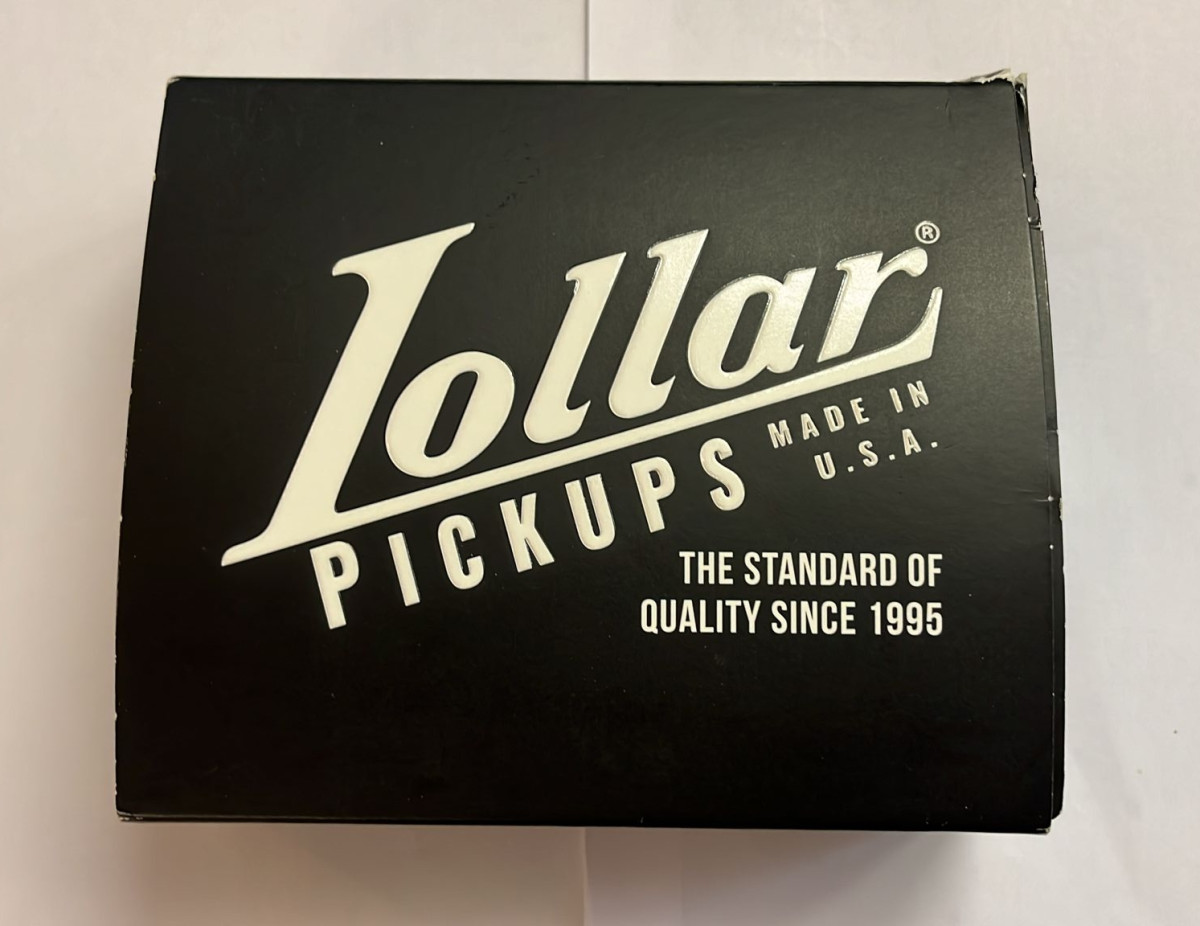 Lollar®
PICKUPS
MADE IN
U.S.A.
THE STANDARD OF
QUALITY SINCE 1995